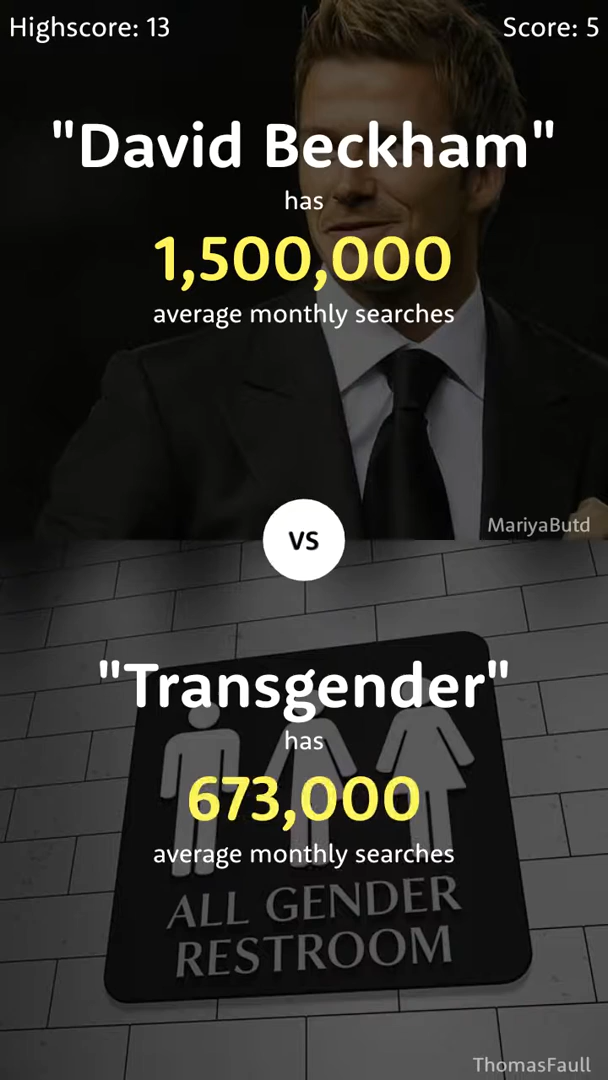 Highscore: 13
Score: 5
"David Beckham"
has
1,500,000
average monthly searches
MariyaButd
VS
"Transgender"
has
673,000
average monthly searches
ALL GENDER
RESTROOM
ThomasFaull